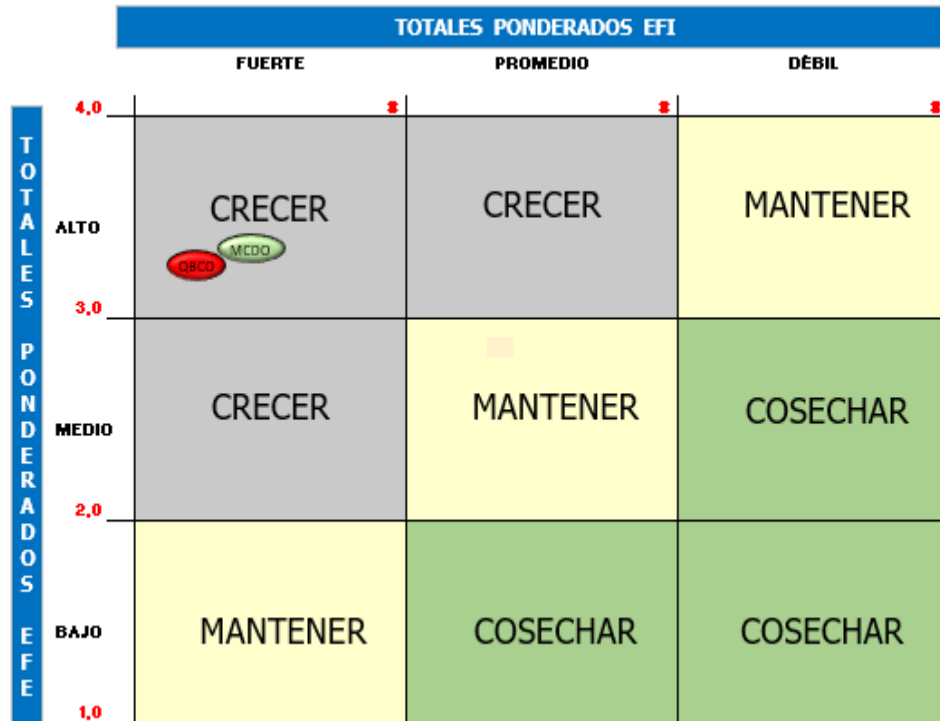 TOTALES PONDERADOS EFI
FUERTE PROMEDIO DÉBIL
TOTALES PONDERADOS EFE
4,0
CRECER CRECER MANTENER
ALTO
MCDO
QBCO
3,0
CRECER MANTENER COSECHAR
MEDIO
2,0
MANTENER COSECHAR COSECHAR
BAJO
1,0